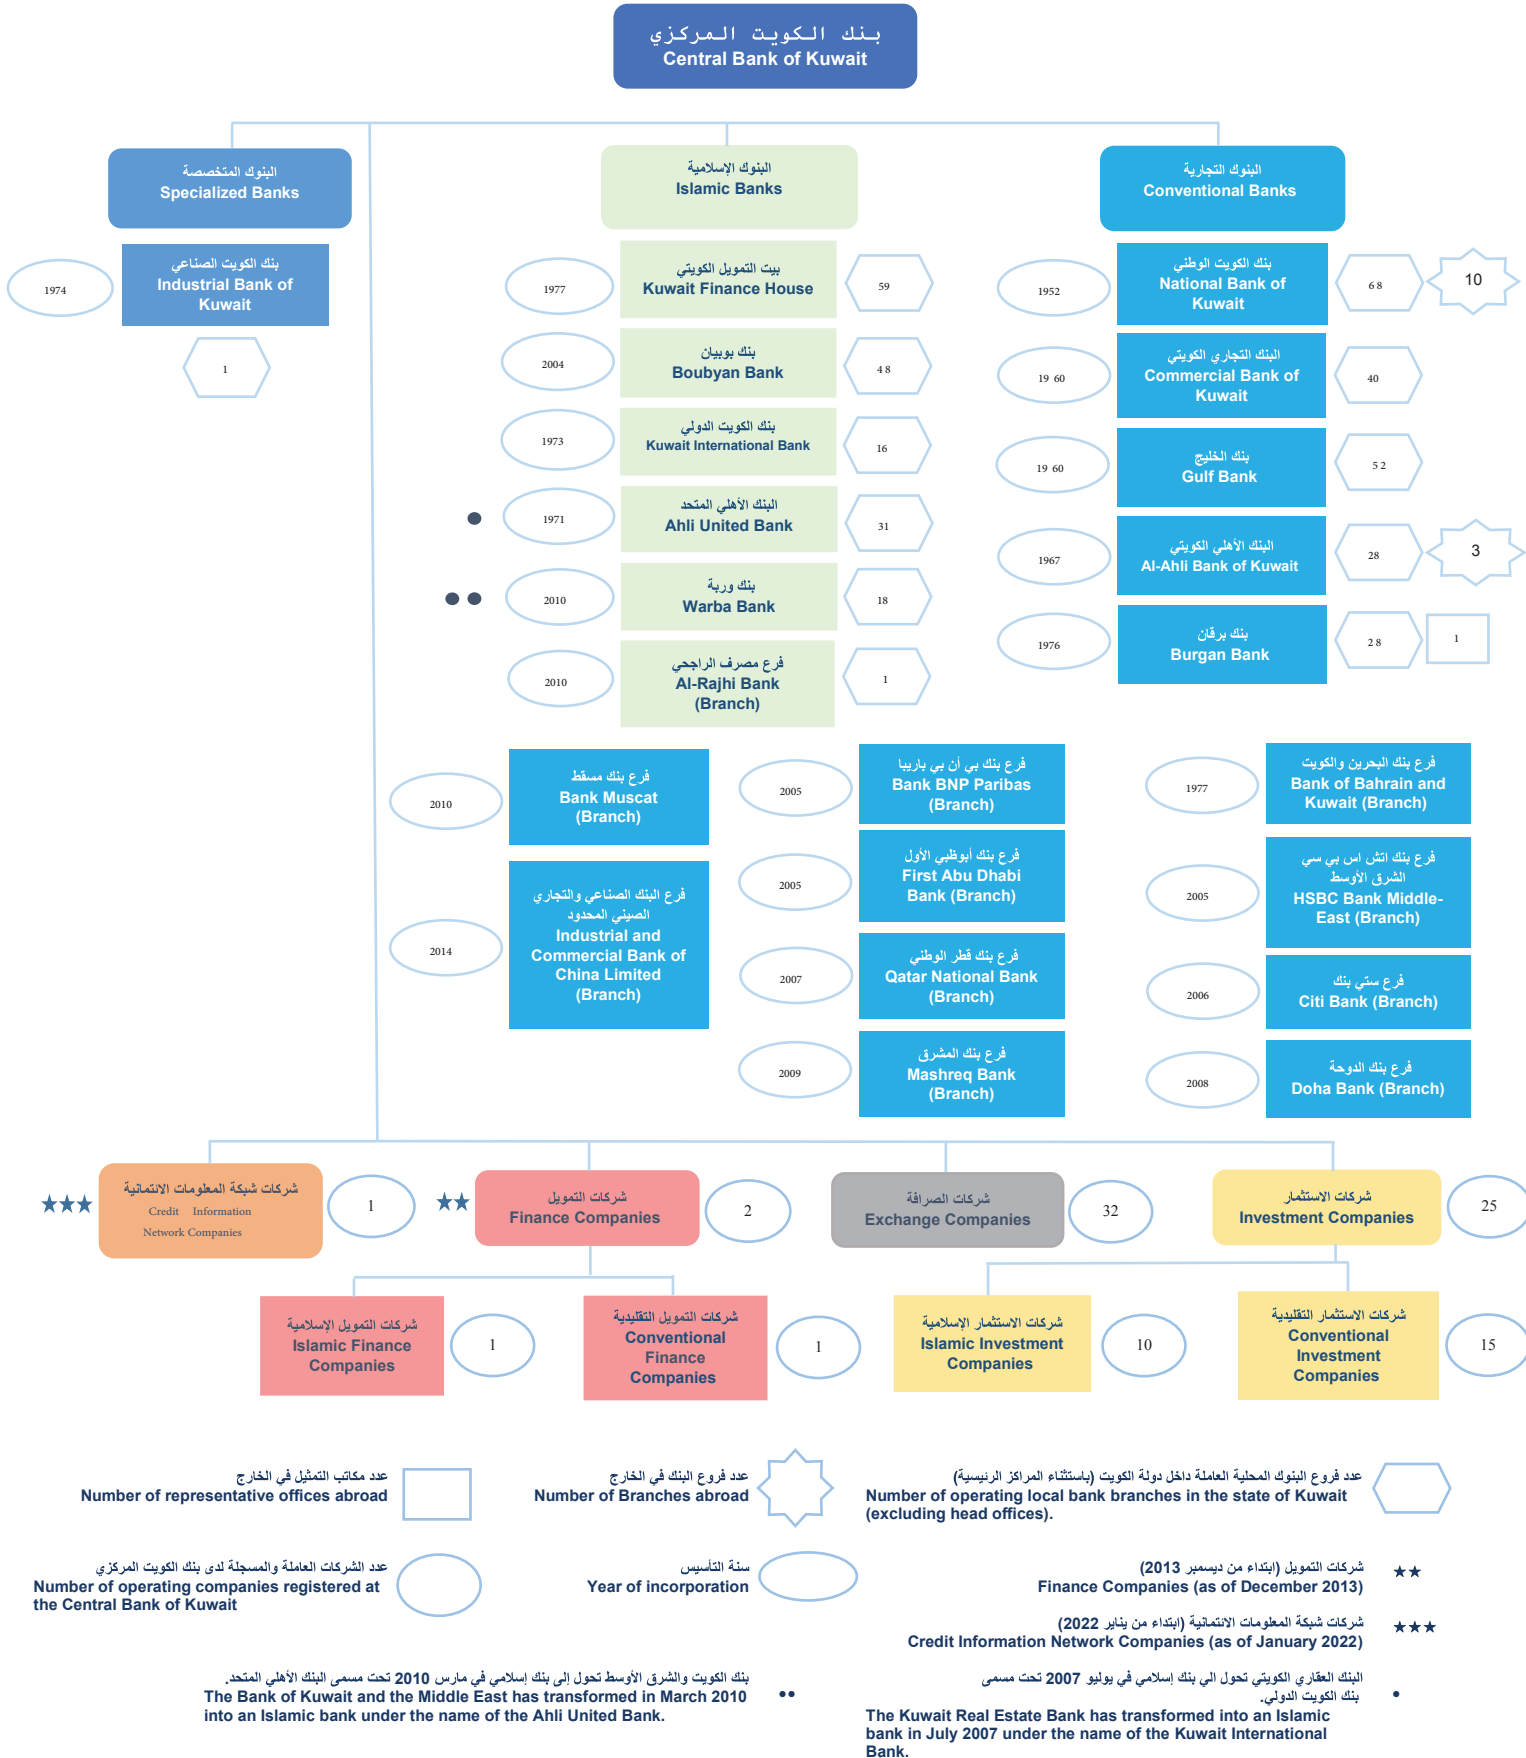 بنك الكويت المركزي
Central Bank of Kuwait
البنوك المتخصصة
Specialized Banks
البنوك الإسلامية
Islamic Banks
البنوك التجارية
Conventional Banks
1974
بنك الكويت الصناعي
Industrial Bank of
Kuwait
1
1977
بيت التمويل الكويتي
Kuwait Finance House
59
2004
بنك بوبيان
Boubyan Bank
4 8
1973
بنك الكويت الدولي
Kuwait International Bank
16
●
1971
البنك الأهلي المتحد
Ahli United Bank
31
● ●
2010
بنك وربة
Warba Bank
18
2010
فرع مصرف الراجحي
Al-Rajhi Bank
(Branch)
1
1952
بنك الكويت الوطني
National Bank of
Kuwait
6 8
10
19 60
البنك التجاري الكويتي
Commercial Bank of
Kuwait
40
19 60
بنك الخليج
Gulf Bank
5 2
1967
البنك الأهلي الكويتي
Al-Ahli Bank of Kuwait
28
3
1976
بنك برقان
Burgan Bank
2 8
1
2010
فرع بنك مسقط
Bank Muscat
(Branch)
2014
فرع البنك الصناعي والتجاري
الصيني المحدود
Industrial and
Commercial Bank of
China Limited
(Branch)
2005
فرع بنك بي أن بي باريبا
Bank BNP Paribas
(Branch)
2005
فرع بنك أبوظبي الأول
First Abu Dhabi
Bank (Branch)
2007
فرع بنك قطر الوطني
Qatar National Bank
(Branch)
2009
فرع بنك المشرق
Mashreq Bank
(Branch)
1977
فرع بنك البحرين والكويت
Bank of Bahrain and
Kuwait (Branch)
2005
فرع بنك اتش اس بي سي
الشرق الأوسط
HSBC Bank Middle-
East (Branch)
2006
فرع ستي بنك
Citi Bank (Branch)
2008
فرع بنك الدوحة
Doha Bank (Branch)
★★★
شركات شبكة المعلومات الائتمانية
Credit Information
Network Companies
1
★★
شركات التمويل
Finance Companies
2
شركات الصرافة
Exchange Companies
32
شركات الاستثمار
Investment Companies
25
شركات التمويل الإسلامية
Islamic Finance
Companies
1
شركات التمويل التقليدية
Conventional
Finance
Companies
1
شركات الاستثمار الإسلامية
Islamic Investment
Companies
10
شركات الاستثمار التقليدية
Conventional
Investment
Companies
15
عدد مكاتب التمثيل في الخارج
Number of representative offices abroad
عدد فروع البنك في الخارج
Number of Branches abroad
عدد فروع البنوك المحلية العاملة داخل دولة الكويت (باستثناء المراكز الرئيسية)
Number of operating local bank branches in the state of Kuwait
(excluding head offices).
عدد الشركات العاملة والمسجلة لدى بنك الكويت المركزي
Number of operating companies registered at
the Central Bank of Kuwait
سنة التأسيس
Year of incorporation
شركات التمويل (ابتداء من ديسمبر 2013)
Finance Companies (as of December 2013)
★★
شركات شبكة المعلومات الائتمانية (ابتداء من يناير 2022)
Credit Information Network Companies (as of January 2022)
★★★
بنك الكويت والشرق الأوسط تحول إلى بنك إسلامي في مارس 2010 تحت مسمى البنك الأهلي المتحد.
The Bank of Kuwait and the Middle East has transformed in March 2010
into an Islamic bank under the name of the Ahli United Bank.
●●
البنك العقاري الكويتي تحول الي بنك إسلامي في يوليو 2007 تحت مسمى
بنك الكويت الدولي.
The Kuwait Real Estate Bank has transformed into an Islamic
bank in July 2007 under the name of the Kuwait International
Bank.
●